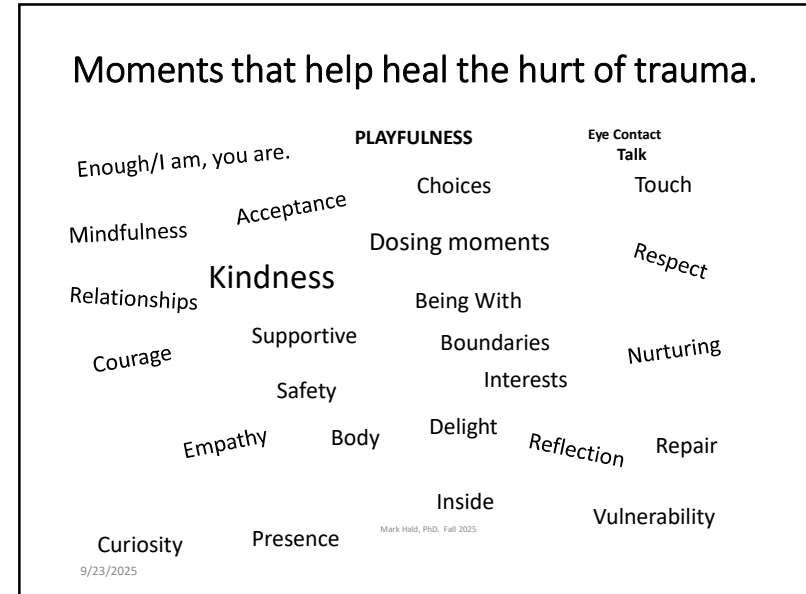 Moments that help heal the hurt of trauma.
PLAYFULNESS
Eye Contact
Talk
Enough/I am, you are.
Choices
Touch
Acceptance
Mindfulness
Dosing moments
Respect
Kindness
Relationships
Being With
Supportive
Boundaries
Nurturing
Courage
Interests
Safety
Delight
Empathy
Body
Reflection
Repair
Inside
Vulnerability
Mark Hald, PhD. Fall 2025
Curiosity
Presence
9/23/2025